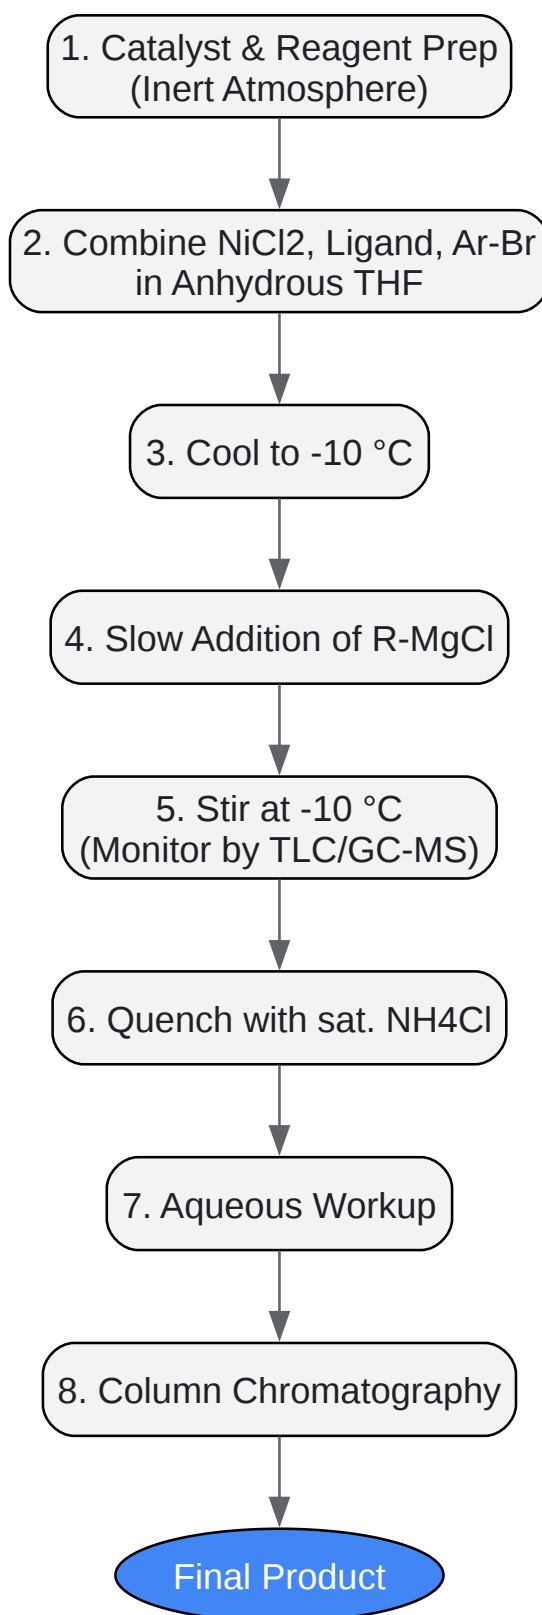 1. Catalyst & Reagent Prep
(Inert Atmosphere)
2. Combine NiCl2, Ligand, Ar-Br
in Anhydrous THF
3. Cool to -10 °C
4. Slow Addition of R-MgCl
5. Stir at -10 °C
(Monitor by TLC/GC-MS)
6. Quench with sat. NH4Cl
7. Aqueous Workup
8. Column Chromatography
Final Product